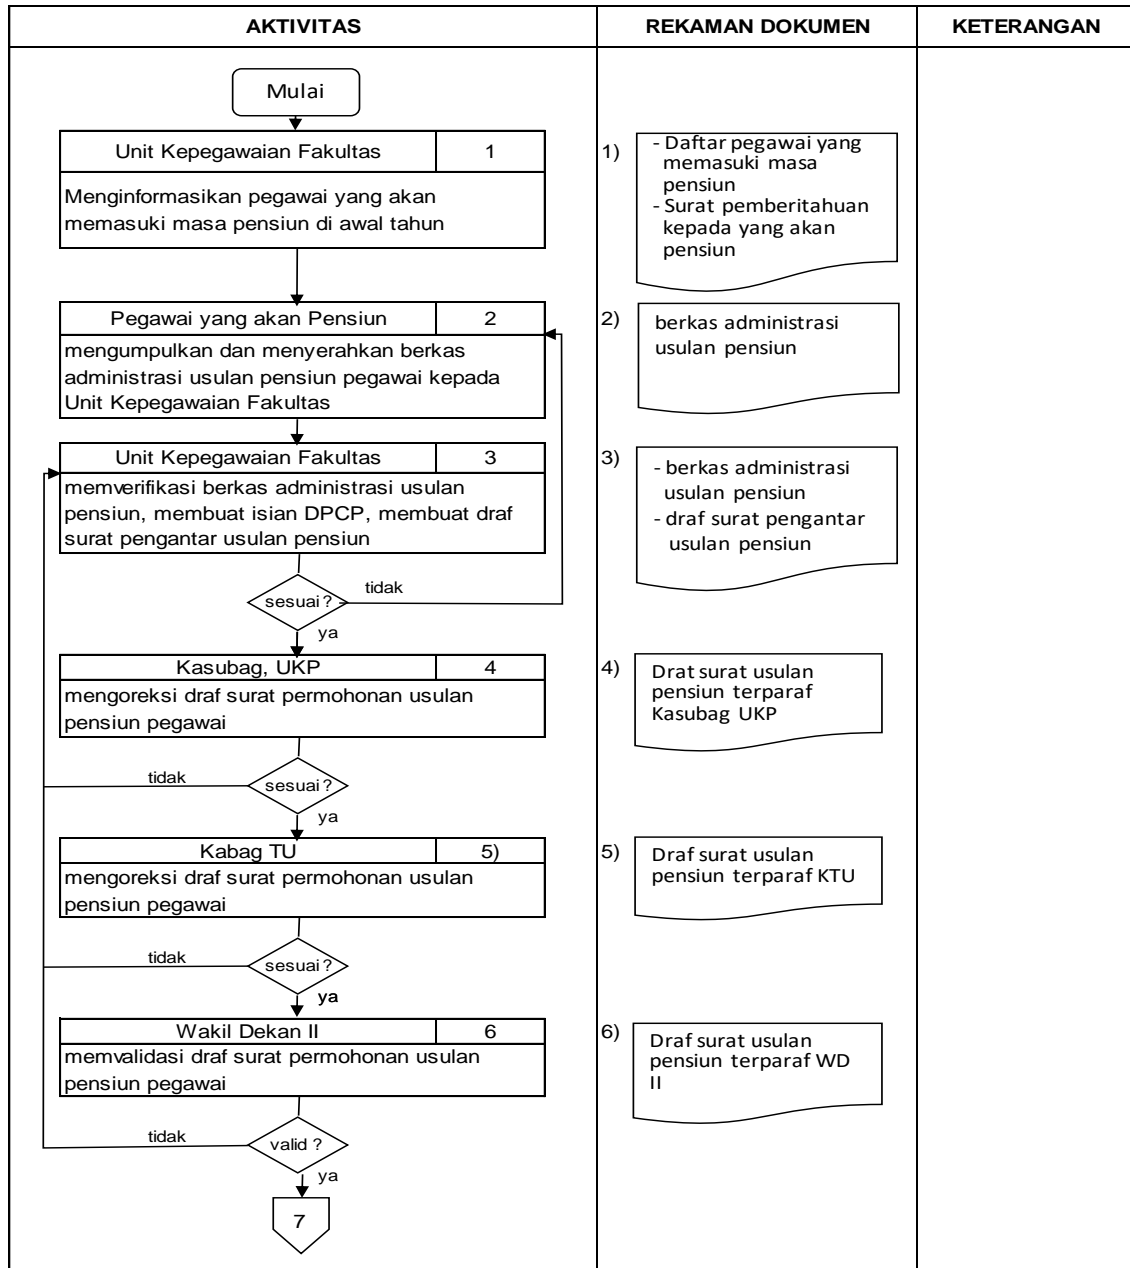 AKTIVITAS
REKAMAN DOKUMEN
KETERANGAN
Mulai
Unit Kepegawaian Fakultas
1
Menginformasikan pegawai yang akan
memasuki masa pensiun di awal tahun
1)
- Daftar pegawai yang
memasuki masa
pensiun
- Surat pemberitahuan
kepada yang akan
pensiun
Pegawai yang akan Pensiun
2
mengumpulkan dan menyerahkan berkas
administrasi usulan pensiun pegawai kepada
Unit Kepegawaian Fakultas
2)
berkas administrasi
usulan pensiun
Unit Kepegawaian Fakultas
3
memverifikasi berkas administrasi usulan
pensiun, membuat isian DPCP, membuat draf
surat pengantar usulan pensiun
3)
- berkas administrasi
usulan pensiun
- draf surat pengantar
usulan pensiun
sesuai?
tidak
ya
Kasubag, UKP
4
mengoreksi draf surat permohonan usulan
pensiun pegawai
4)
Drat surat usulan
pensiun terparaf
Kasubag UKP
tidak
sesuai?
ya
Kabag TU
5)
mengoreksi draf surat permohonan usulan
pensiun pegawai
5)
Draf surat usulan
pensiun terparaf KTU
tidak
sesuai?
ya
Wakil Dekan II
6
memvalidasi draf surat permohonan usulan
pensiun pegawai
6)
Draf surat usulan
pensiun terparaf WD
II
tidak
valid ?
ya
7